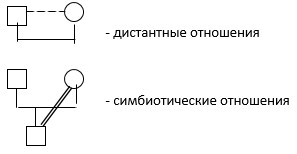 - дистантные отношения
- симбиотические отношения